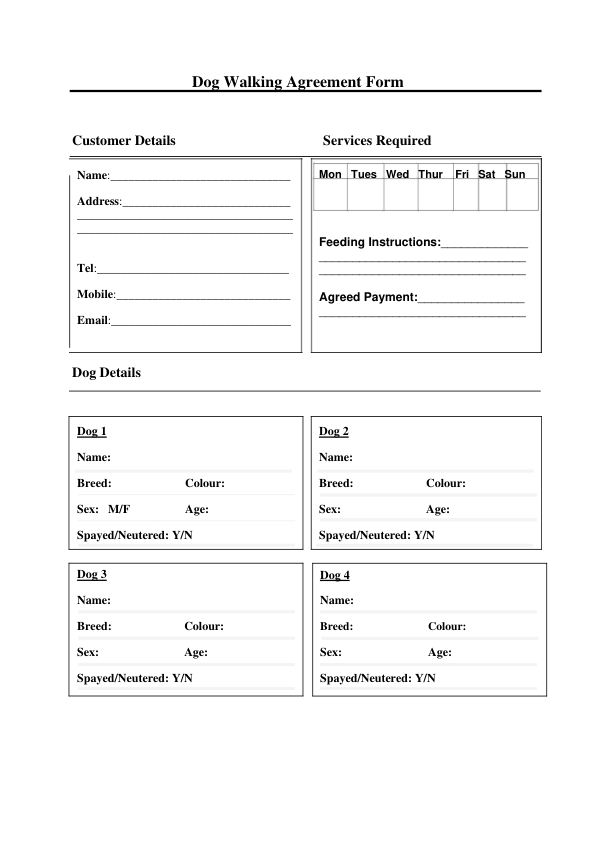 Dog Walking Agreement Form
Customer Details
Name:______________________________
Address:____________________________
____________________________________
____________________________________
Tel:________________________________
Mobile:_____________________________
Email:______________________________
Services Required
Mon Tues Wed Thur Fri Sat Sun
Feeding Instructions:_____________
_______________________________
_______________________________
Agreed Payment:________________
_______________________________
Dog Details
Dog 1
Name:
Breed: Colour:
Sex: M/F Age:
Spayed/Neutered: Y/N
Dog 2
Name:
Breed: Colour:
Sex: Age:
Spayed/Neutered: Y/N
Dog 3
Name:
Breed: Colour:
Sex: Age:
Spayed/Neutered: Y/N
Dog 4
Name:
Breed: Colour:
Sex: Age:
Spayed/Neutered: Y/N